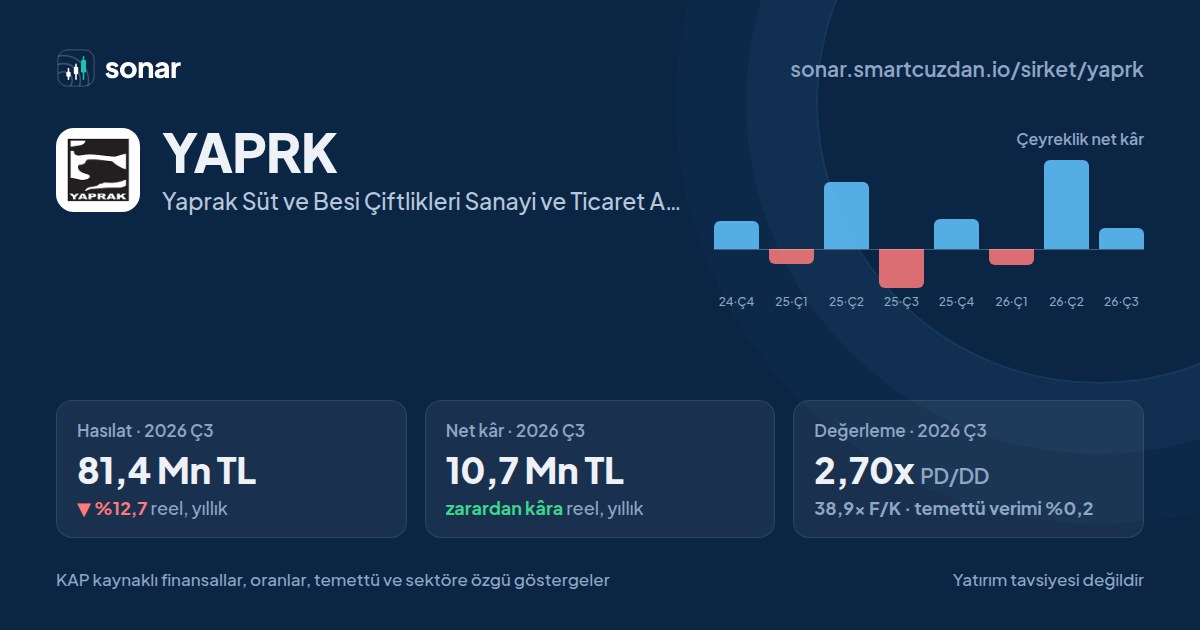 sonar
sonar.smartcuzdan.io/sirket/yaprk
YAPRAK
YAPRK
Yaprak Süt ve Besi Çiftlikleri Sanayi ve Ticaret A...
Çeyreklik net kâr
24·Ç4 25·Ç1 25·Ç2 25·Ç3 25·Ç4 26·Ç1 26·Ç2 26·Ç3
Hasılat · 2026 Ç3
81,4 Mn TL
▼ %12,7 reel, yıllık
Net kâr · 2026 Ç3
10,7 Mn TL
zarardan kâra reel, yıllık
Değerleme · 2026 Ç3
2,70x PD/DD
38,9× F/K · temettü verimi %0,2
KAP kaynaklı finansallar, oranlar, temettü ve sektöre özgü göstergeler
Yatırım tavsiyesi değildir